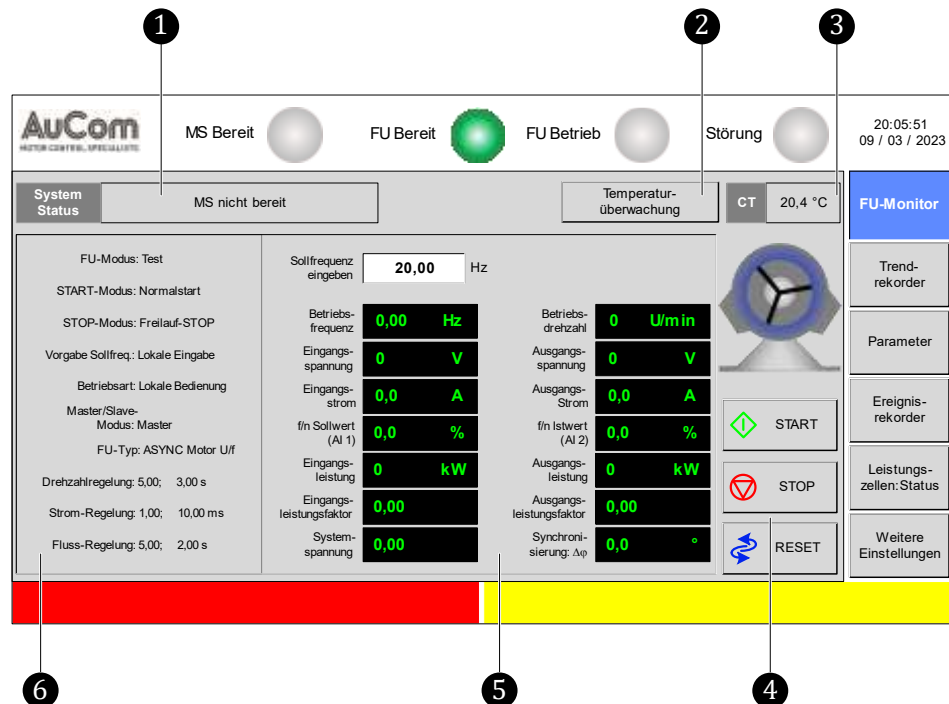 1
2
3
AuCom
MOTOR CONTROL SPECIALISTS
MS Bereit
FU Bereit
FU Betrieb
Störung
20:05:51
09 / 03 / 2023
System
Status
MS nicht bereit
Temperatur-
überwachung
CT
20,4 °C
FU-Monitor
FU-Modus: Test
START-Modus: Normalstart
STOP-Modus: Freilauf-STOP
Vorgabe Sollfreq.: Lokale Eingabe
Betriebsart: Lokale Bedienung
Master/Slave-
Modus: Master
FU-Typ: ASYNC Motor U/f
Drehzahlregelung: 5,00; 3,00 s
Strom-Regelung: 1,00; 10,00 ms
Fluss-Regelung: 5,00; 2,00 s
Sollfrequenz
eingeben
20,00 Hz
Betriebs-
frequenz
0,00 Hz
Eingangs-
spannung
0 V
Eingangs-
strom
0,0 A
f/n Sollwert
(AI 1)
0,0 %
Eingangs-
leistung
0 kW
Eingangs-
leistungsfaktor
0,00
System-
spannung
0,00
Betriebs-
drehzahl
0 U/min
Ausgangs-
spannung
0 V
Ausgangs-
Strom
0,0 A
f/n Istwert
(AI 2)
0,0 %
Ausgangs-
leistung
0 kW
Ausgangs-
leistungsfaktor
0,00
Synchroni-
sierung: Δφ
0,0 °
START
STOP
RESET
Trend-
rekorder
Parameter
Ereignis-
rekorder
Leistungs-
zellen:Status
Weitere
Einstellungen
6
5
4